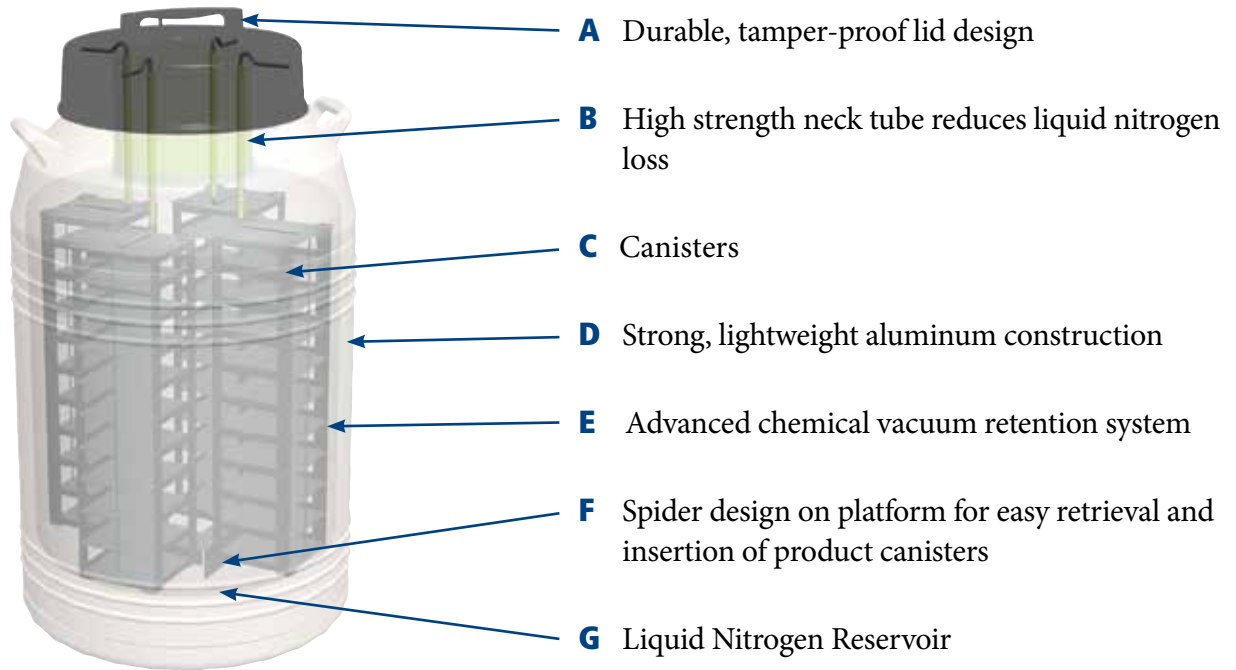 A Durable, tamper-proof lid design
B High strength neck tube reduces liquid nitrogen
loss
C Canisters
D Strong, lightweight aluminum construction
E Advanced chemical vacuum retention system
F Spider design on platform for easy retrieval and
insertion of product canisters
G Liquid Nitrogen Reservoir